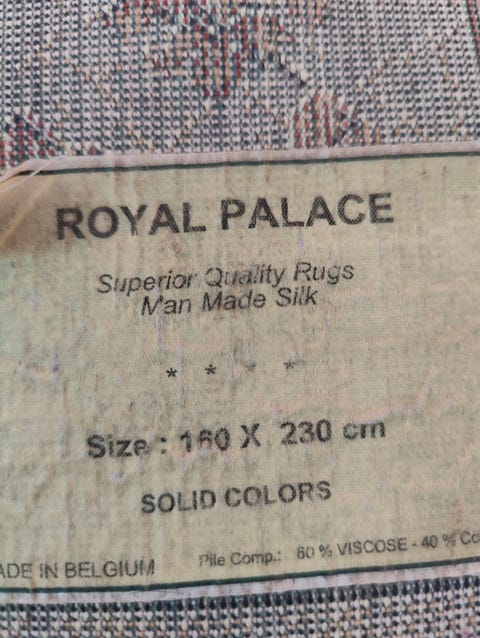 ROYAL PALACE
Superior Quality Rugs
Man Made Silk
* * * *
Size : 160 X 230 cm
SOLID COLORS
ADE IN BELGIUM Pile Comp.: 60 % VISCOSE - 40 % Co